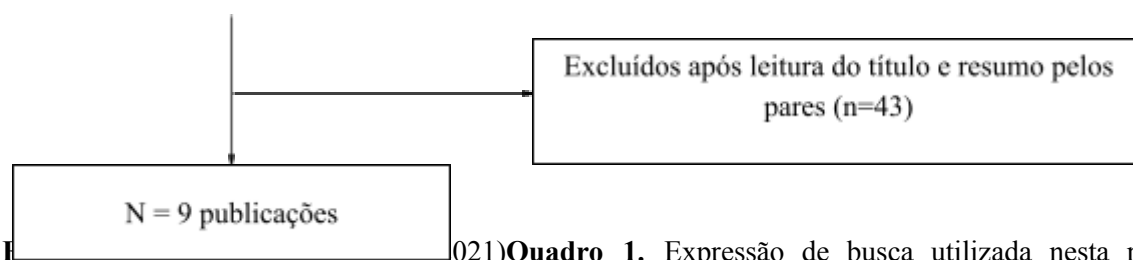 Excluídos após leitura do título e resumo pelos
pares (n=43)
N = 9 publicações
021)Quadro 1. Expressão de busca utilizada nesta